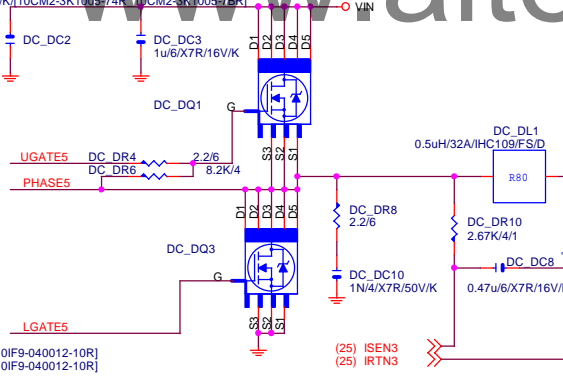 /K/[10CM2-3K1005-74R 10CM2-3K1005-7BR]
VIN
DC_DC2
DC_DC3
1u/6/X7R/16V/K
D1
D2
D3
D4
D5
DC_DQ1
G
S3
S2
S1
UGATE5
DC_DR4
2.2/6
DC_DR6
8.2K/4
PHASE5
DC_DL1
0.5uH/32A/IHC109/FS/D
R80
D1
D2
D3
D4
D5
DC_DR8
2.2/6
DC_DR10
2.67K/4/1
DC_DQ3
G
DC_DC10
1N/4/X7R/50V/K
DC_DC8
0.47u/6/X7R/16V/
S3
S2
S1
LGATE5
(25) ISEN3
(25) IRTN3
0IF9-040012-10R]
0IF9-040012-10R]